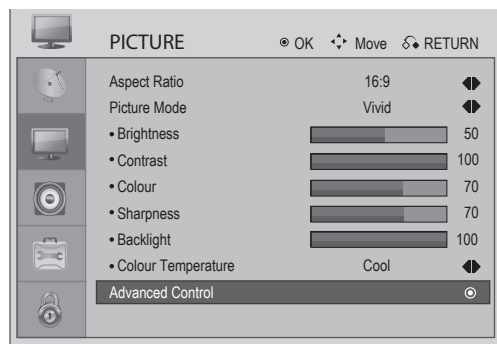 PICTURE OK Move RETURN
Aspect Ratio 16:9
Picture Mode Vivid
• Brightness 50
• Contrast 100
• Colour 70
• Sharpness 70
• Backlight 100
• Colour Temperature Cool
Advanced Control